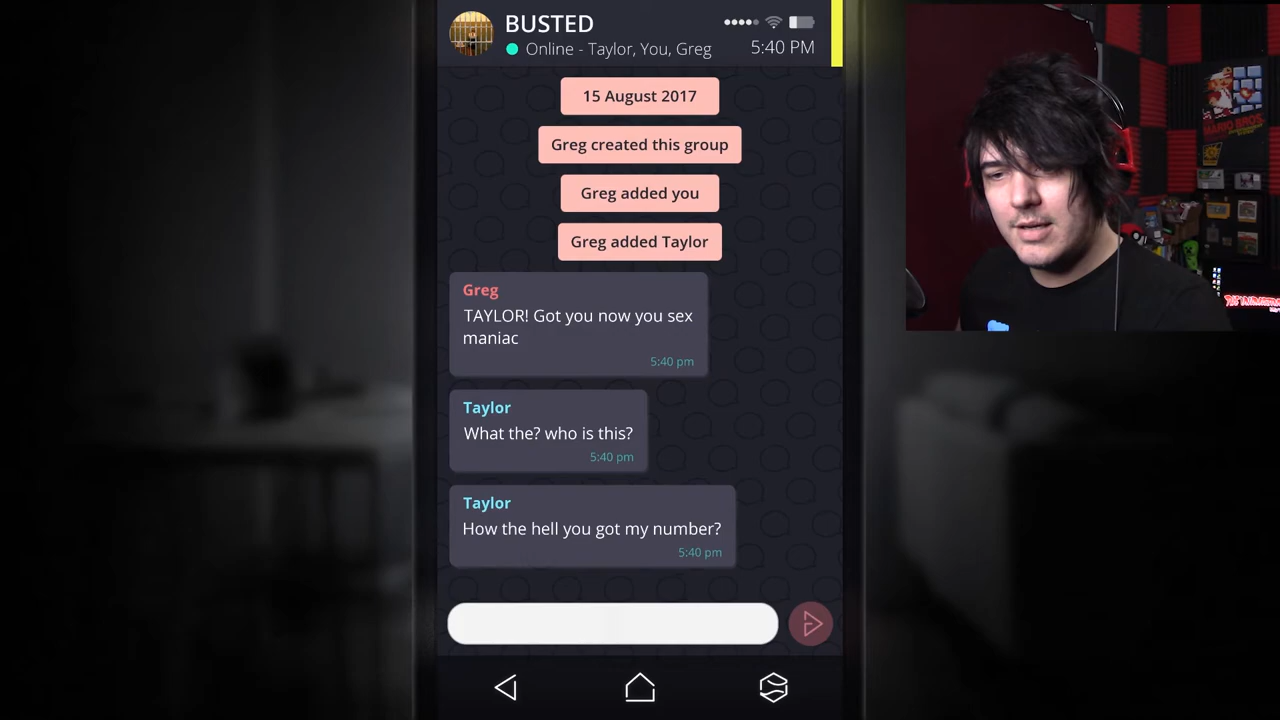 BUSTED
Online - Taylor, You, Greg
5:40 PM
15 August 2017
Greg created this group
Greg added you
Greg added Taylor
Greg
TAYLOR! Got you now you sex
maniac
5:40 pm
Taylor
What the? who is this?
5:40 pm
Taylor
How the hell you got my number?
5:40 pm
MARIO BROS.